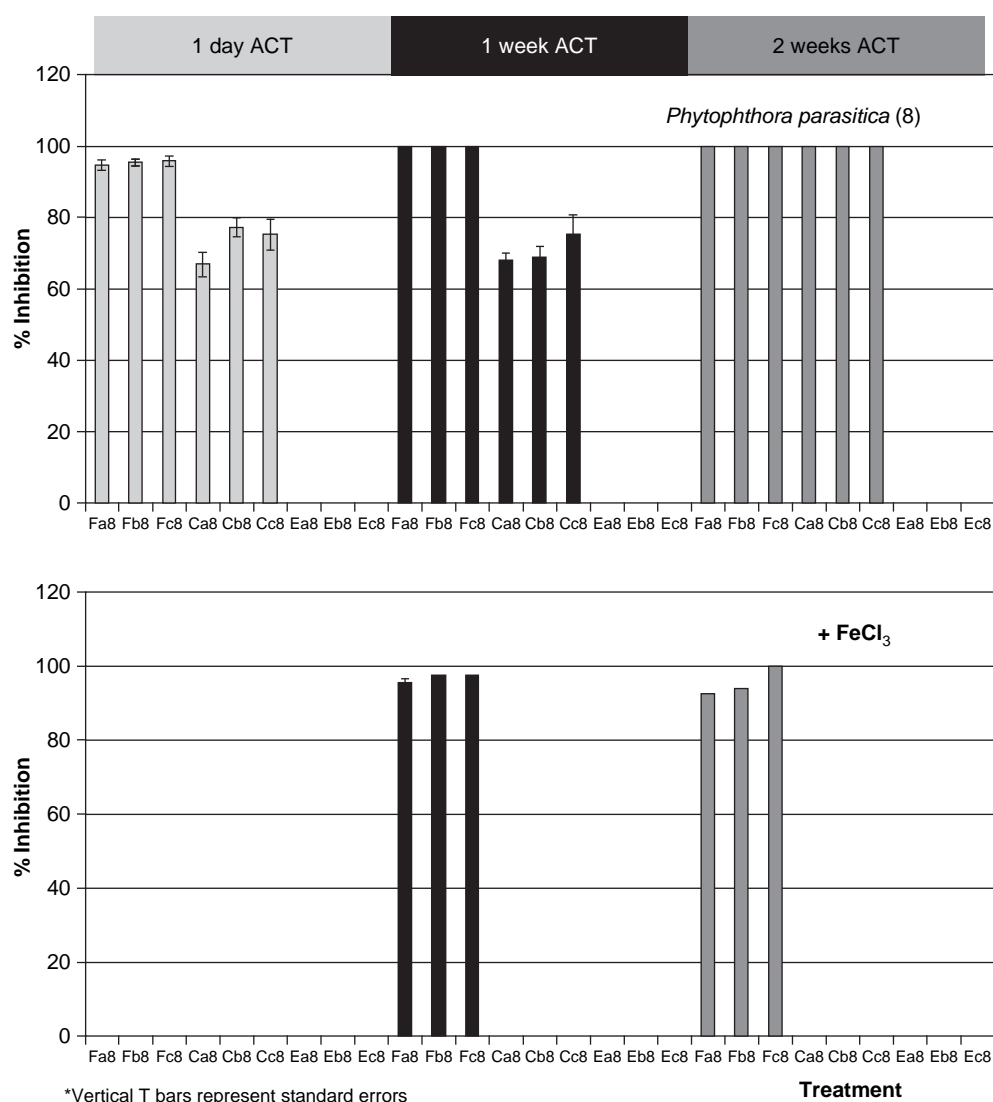 1 day ACT 1 week ACT 2 weeks ACT
120
Phytophthora parasitica (8)
100
80
60
40
20
0
% Inhibition
Fa8 Fb8 Fc8 Ca8 Cb8 Cc8 Ea8 Eb8 Ec8 Fa8 Fb8 Fc8 Ca8 Cb8 Cc8 Ea8 Eb8 Ec8 Fa8 Fb8 Fc8 Ca8 Cb8 Cc8 Ea8 Eb8 Ec8
120
+ FeCl3
100
80
60
40
20
0
% Inhibition
Fa8 Fb8 Fc8 Ca8 Cb8 Cc8 Ea8 Eb8 Ec8 Fa8 Fb8 Fc8 Ca8 Cb8 Cc8 Ea8 Eb8 Ec8 Fa8 Fb8 Fc8 Ca8 Cb8 Cc8 Ea8 Eb8 Ec8
*Vertical T bars represent standard errors
Treatment